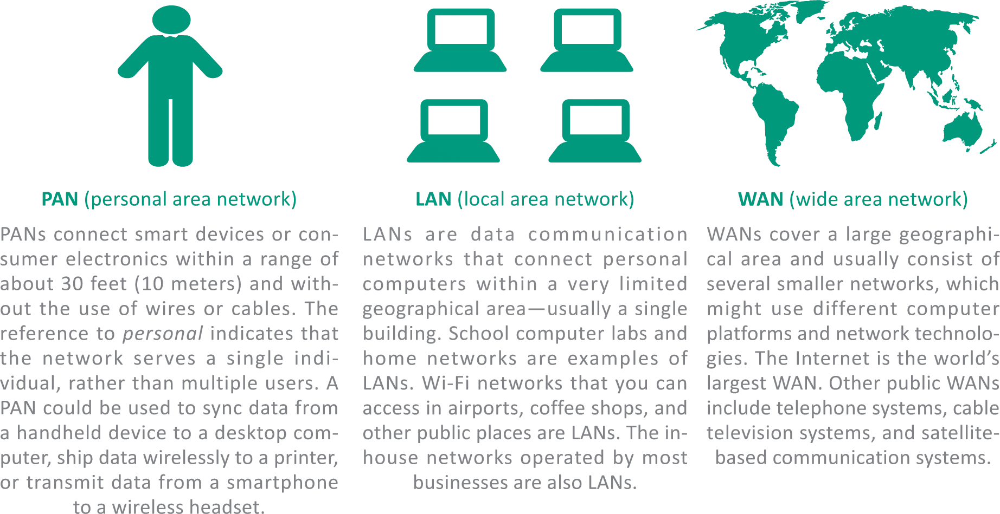 PAN (personal area network)
PANs connect smart devices or con-
sumer electronics within a range of
about 30 feet (10 meters) and with-
out the use of wires or cables. The
reference to personal indicates that
the network serves a single indi-
vidual, rather than multiple users. A
PAN could be used to sync data from
a handheld device to a desktop com-
puter, ship data wirelessly to a printer,
or transmit data from a smartphone
to a wireless headset.
LAN (local area network)
LANs are data communication
networks that connect personal
computers within a very limited
geographical area—usually a single
building. School computer labs and
home networks are examples of
LANs. Wi-Fi networks that you can
access in airports, coffee shops, and
other public places are LANs. The in-
house networks operated by most
businesses are also LANs.
WAN (wide area network)
WANs cover a large geographi-
cal area and usually consist of
several smaller networks, which
might use different computer
platforms and network technolo-
gies. The Internet is the world’s
largest WAN. Other public WANs
include telephone systems, cable
television systems, and satellite-
based communication systems.